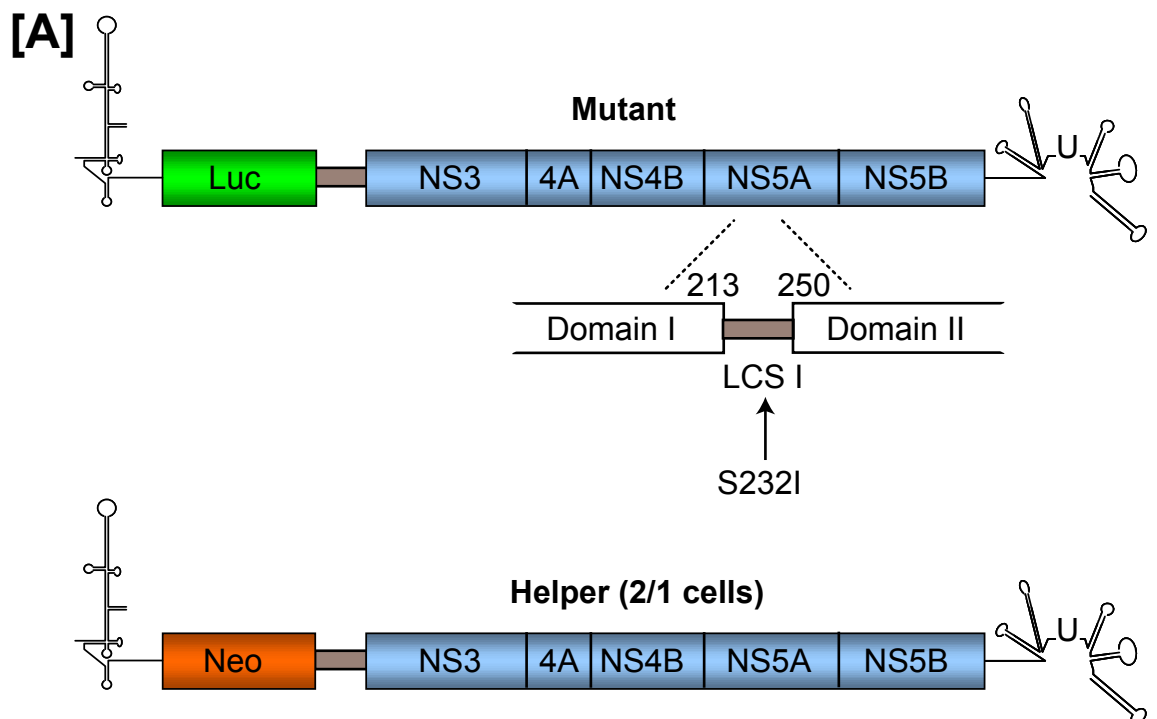 [A]
Mutant
Luc NS3 4A NS4B NS5A NS5B U
213 250
Domain I Domain II
LCS I
S232I
Helper (2/1 cells)
Neo NS3 4A NS4B NS5A NS5B U